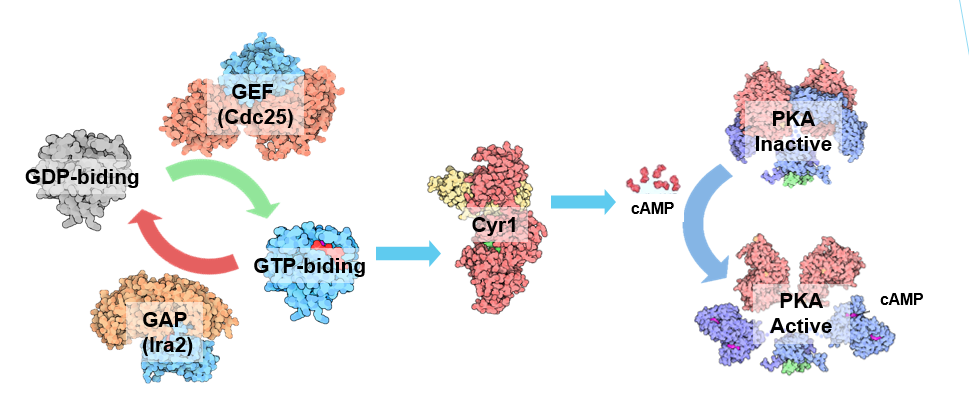 GEF
(Cdc25)
GDP-biding
GTP-biding
GAP
(Ira2)
Cyr1
cAMP
PKA
Inactive
PKA
Active
cAMP